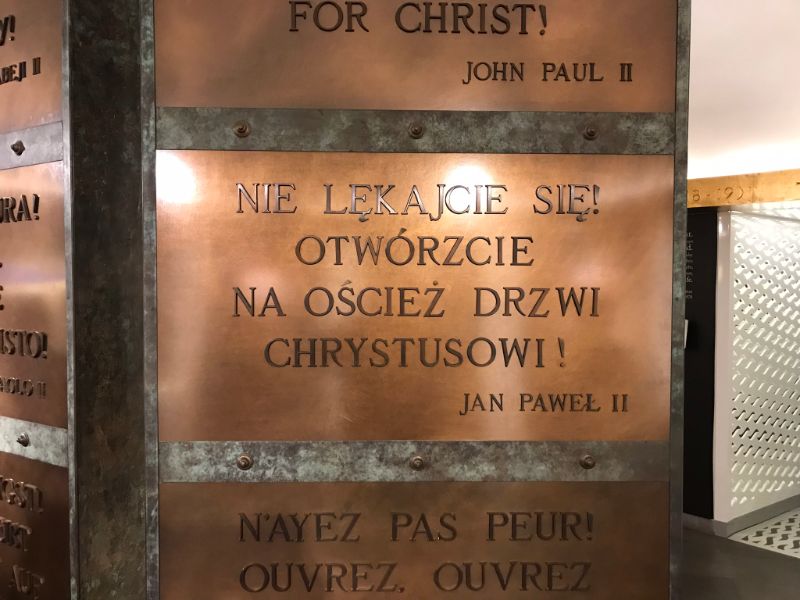 FOR CHRIST!
JOHN PAUL II
NIE LĘKAJCIE SIĘ!
OTWÓRZCIE
NA OŚCIEŻ DRZWI
CHRYSTUSOWI!
JAN PAWEŁ II
N'AYEZ PAS PEUR!
OUVREZ, OUVREZ